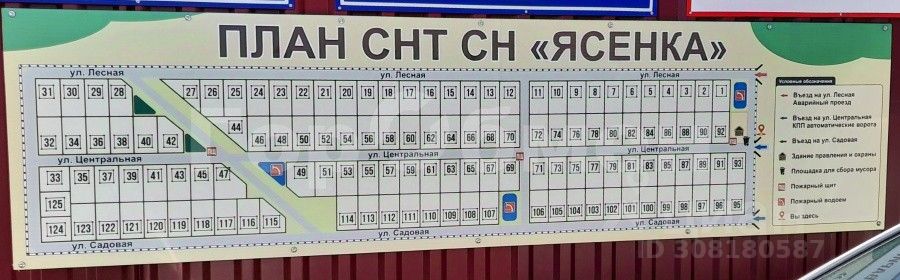 ПЛАН СНТ СН «ЯСЕНКА»
ул. Лесная ул. Лесная ул. Лесная
31 30 29 28 27 26 25 24 23 22 21 20 19 18 17 16 15 14 13 12 11 10 9 8 7 6 5 4 3 2 1
44
32 34 36 38 40 42 46 48 50 52 54 56 58 60 62 64 66 68 70 72 74 76 78 80 82 84 86 88 90 92
ул. Центральная ул. Центральная ул. Центральная
33 35 37 39 41 43 45 47 49 51 53 55 57 59 61 63 65 67 69 71 73 75 77 79 81 83 85 87 89 91 93
125
124 123 122 121 120 119 118 117 116 115 114 113 112 111 110 109 108 107 106 105 104 103 102 101 100 99 98 97 96 95
ул. Садовая ул. Садовая
Условные обозначения
Въезд на ул. Лесная
Аварийный проезд
Въезд на ул. Центральная
КПП автоматические ворота
Въезд на ул. Садовая
Здание правления и охраны
Площадка для сбора мусора
Пожарный щит
Пожарный водоем
Вы здесь
ID 308180587